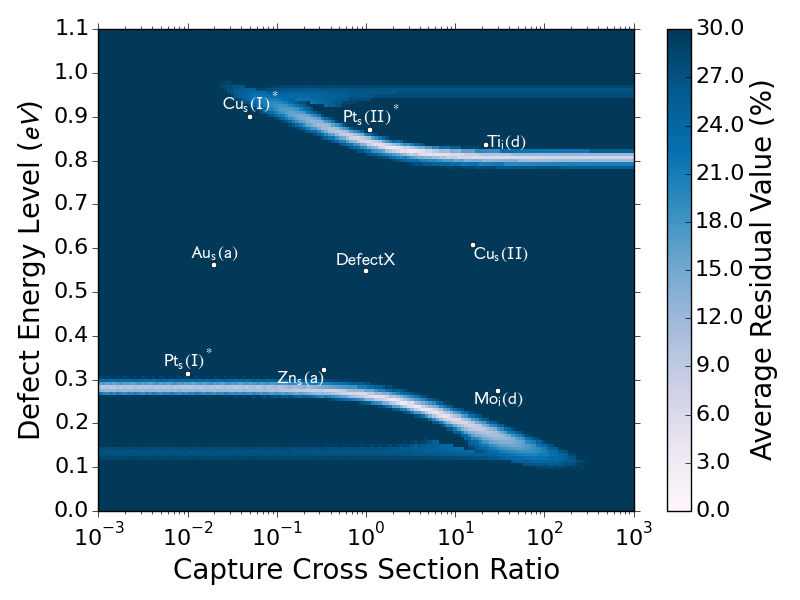 1.1
1.0
0.9
0.8
0.7
0.6
0.5
0.4
0.3
0.2
0.1
0.0
Defect Energy Level (eV)
Cuₛ(I)*
Ptₛ(II)*
Tiᵢ(d)
Auₛ(a)
DefectX
Cuₛ(II)
Ptₛ(I)*
Znₛ(a)
Moᵢ(d)
10⁻³ 10⁻² 10⁻¹ 10⁰ 10¹ 10² 10³
Capture Cross Section Ratio
30.0
27.0
24.0
21.0
18.0
15.0
12.0
9.0
6.0
3.0
0.0
Average Residual Value (%)